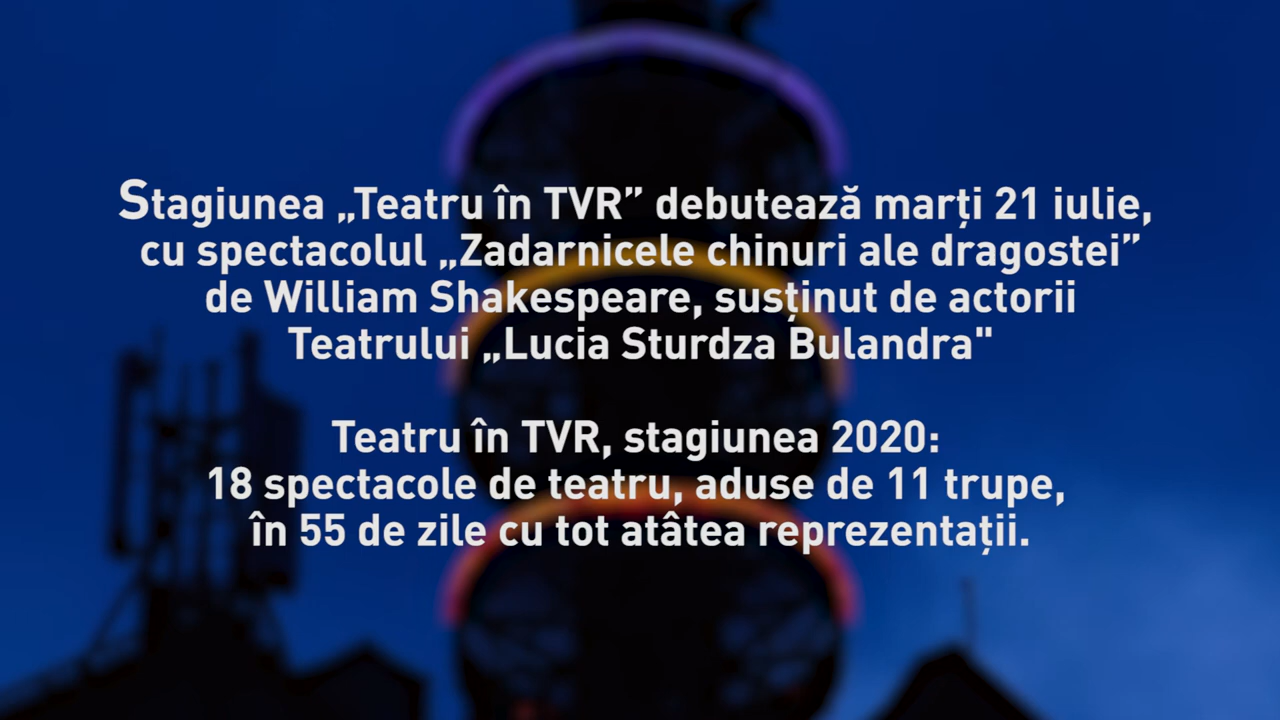 Stagiunea „Teatru în TVR” debutează marți 21 iulie,
cu spectacolul „Zadarnicele chinuri ale dragostei”
de William Shakespeare, susținut de actorii
Teatrului „Lucia Sturdza Bulandra"
Teatru în TVR, stagiunea 2020:
18 spectacole de teatru, aduse de 11 trupe,
în 55 de zile cu tot atâtea reprezentații.